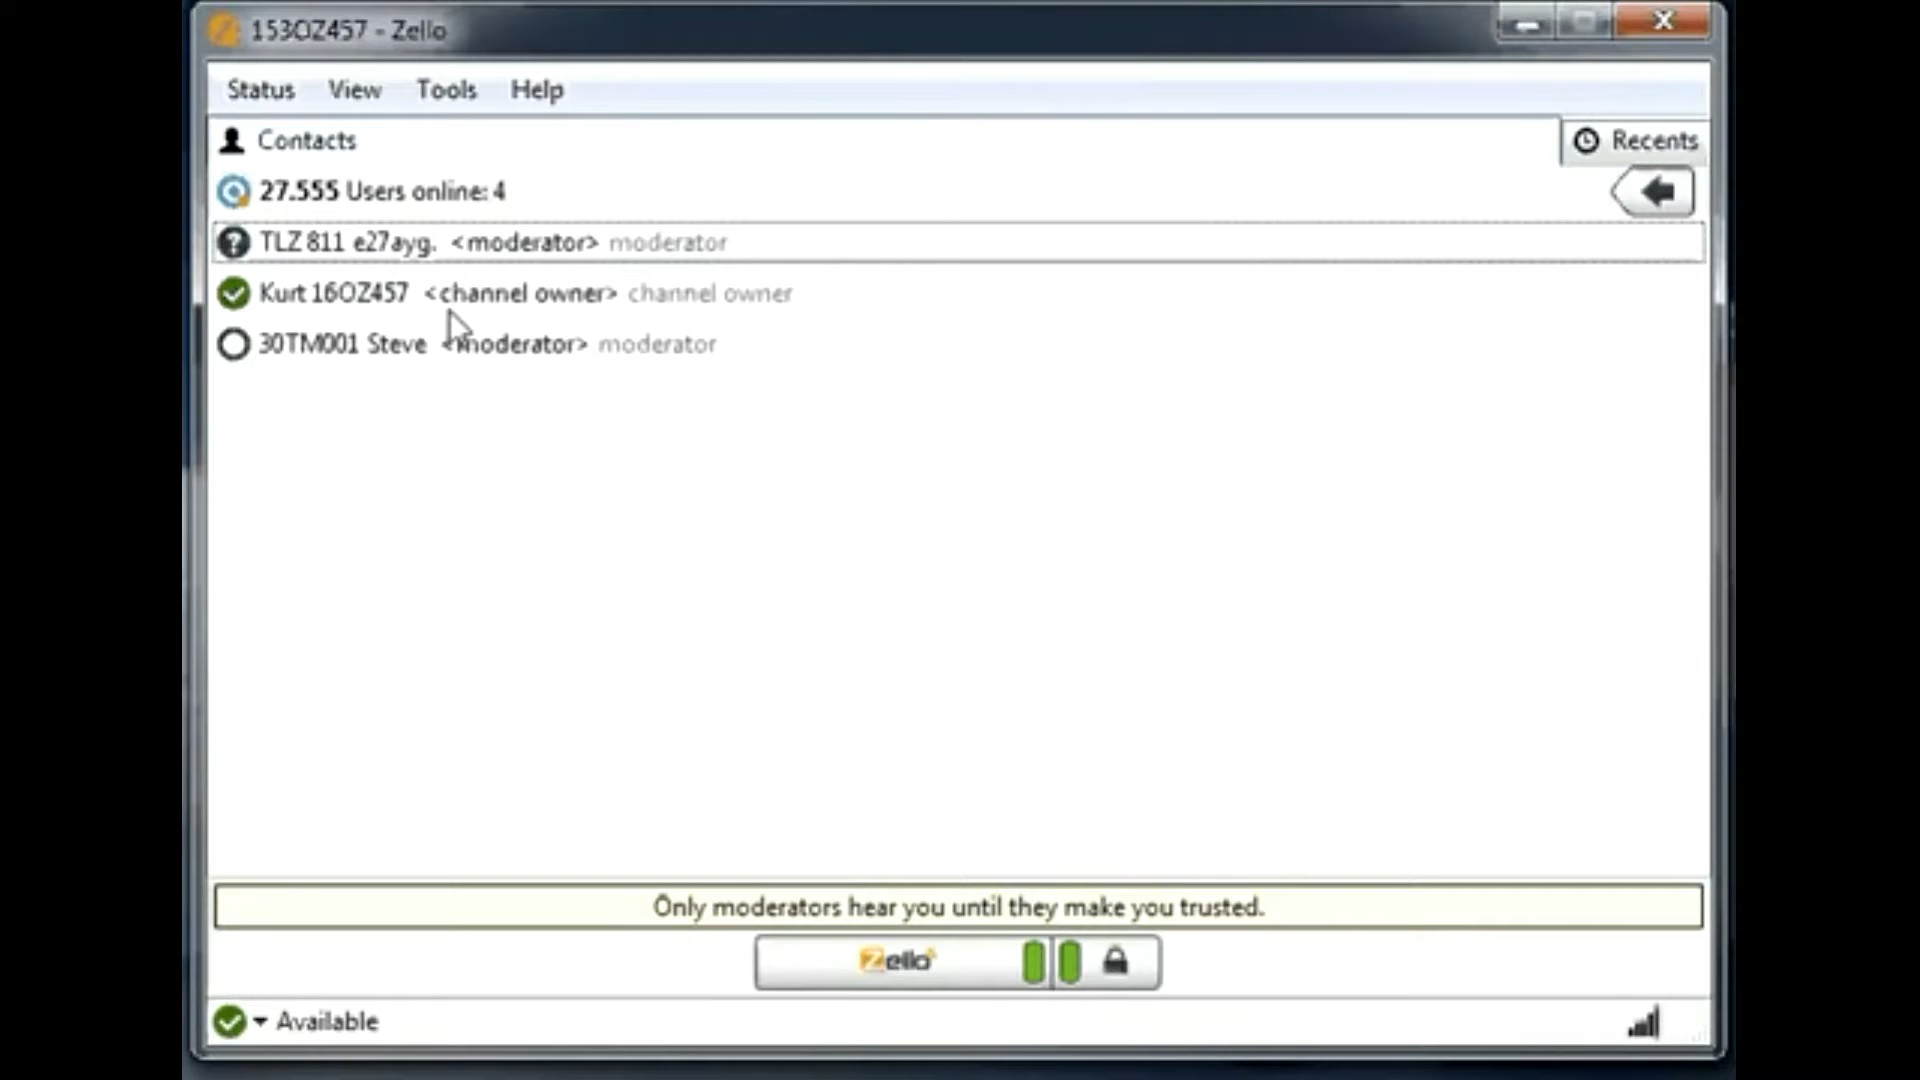 153OZ457 - Zello
Status View Tools Help
Contacts
Recents
27.555 Users online: 4
TLZ 811 e27ayg. <moderator> moderator
Kurt 16OZ457 <channel owner> channel owner
30TM001 Steve <moderator> moderator
Only moderators hear you until they make you trusted.
Zello
Available